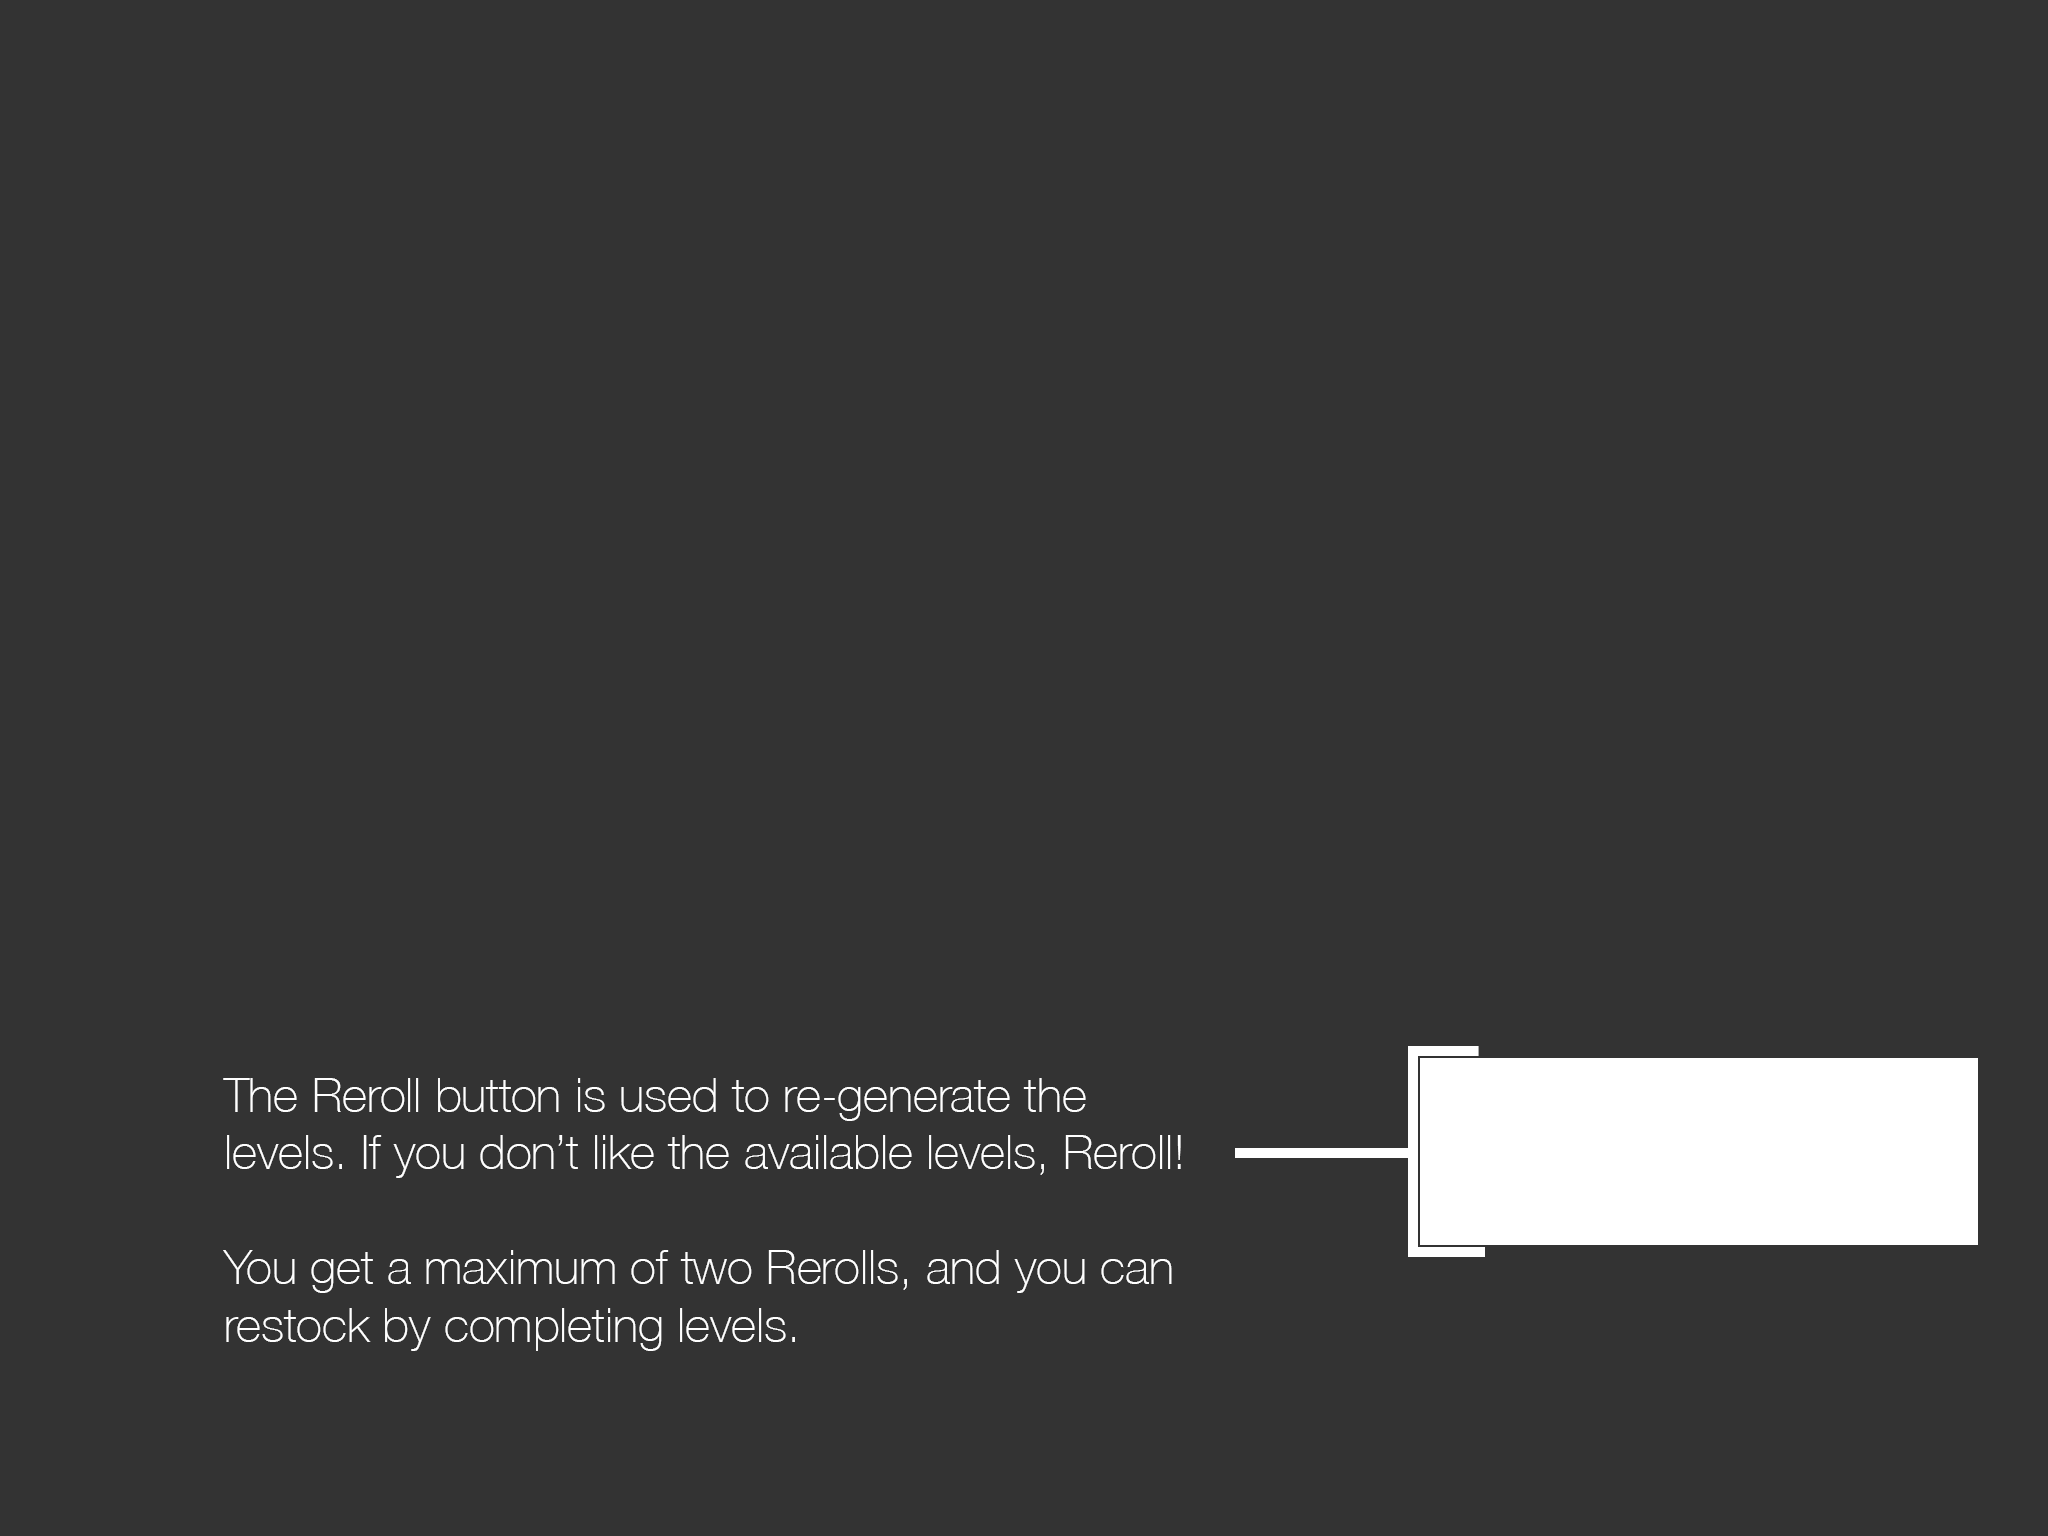 The Reroll button is used to re-generate the
levels. If you don’t like the available levels, Reroll!
You get a maximum of two Rerolls, and you can
restock by completing levels.